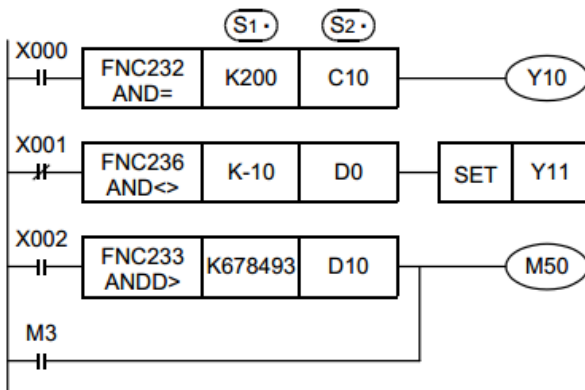 S1· S2·
X000
FNC232 AND= K200 C10 Y10
X001
FNC236 AND<> K-10 D0 SET Y11
X002
FNC233 ANDD> K678493 D10 M50
M3